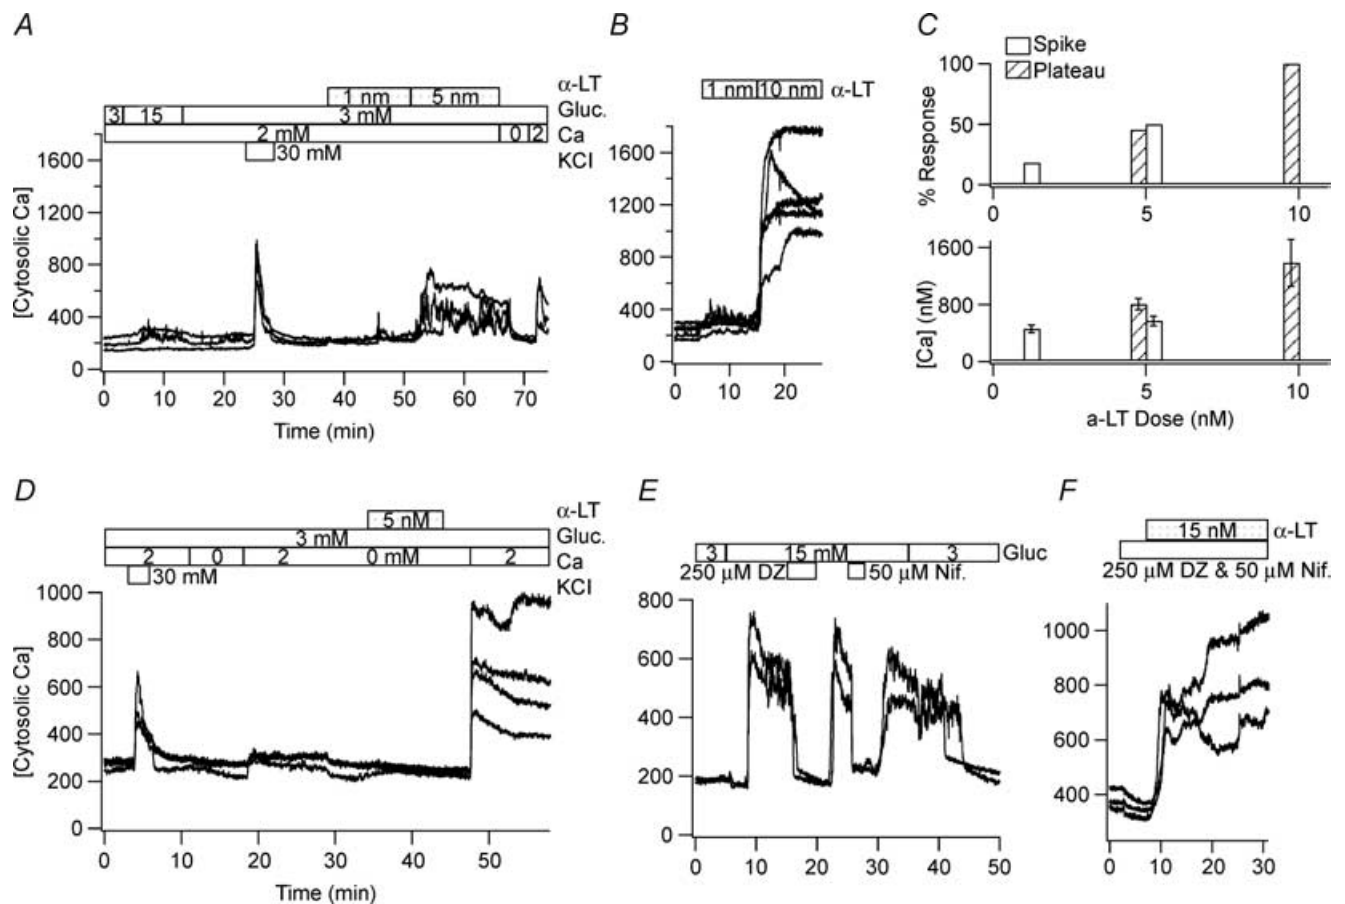 A
α-LT
1 nm 5 nm
Gluc.
3 15 3 mM
Ca
2 mM 0 2
KCl
30 mM
[Cytosolic Ca]
1600
1200
800
400
0
0 10 20 30 40 50 60 70
Time (min)
B
1 nm 10 nm α-LT
1600
1200
800
400
0
0 10 20
C
Spike
Plateau
% Response
100
50
0
0 5 10
[Ca] (nM)
1600
800
0
0 5 10
a-LT Dose (nM)
D
α-LT
5 nM
Gluc.
3 mM
Ca
2 0 2 0 mM 2
KCl
30 mM
[Cytosolic Ca]
1000
800
600
400
200
0
0 10 20 30 40 50
Time (min)
E
3 15 mM 3 Gluc
250 μM DZ 50 μM Nif.
800
600
400
200
0
0 10 20 30 40 50
F
15 nM α-LT
250 μM DZ & 50 μM Nif.
1000
800
600
400
0 10 20 30